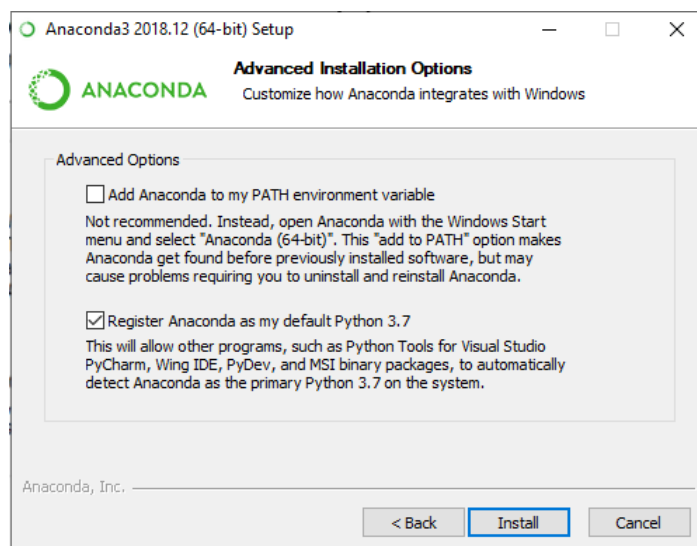 Anaconda3 2018.12 (64-bit) Setup
ANACONDA
Advanced Installation Options
Customize how Anaconda integrates with Windows
Advanced Options
Add Anaconda to my PATH environment variable
Not recommended. Instead, open Anaconda with the Windows Start
menu and select "Anaconda (64-bit)". This "add to PATH" option makes
Anaconda get found before previously installed software, but may
cause problems requiring you to uninstall and reinstall Anaconda.
Register Anaconda as my default Python 3.7
This will allow other programs, such as Python Tools for Visual Studio
PyCharm, Wing IDE, PyDev, and MSI binary packages, to automatically
detect Anaconda as the primary Python 3.7 on the system.
Anaconda, Inc.
< Back
Install
Cancel